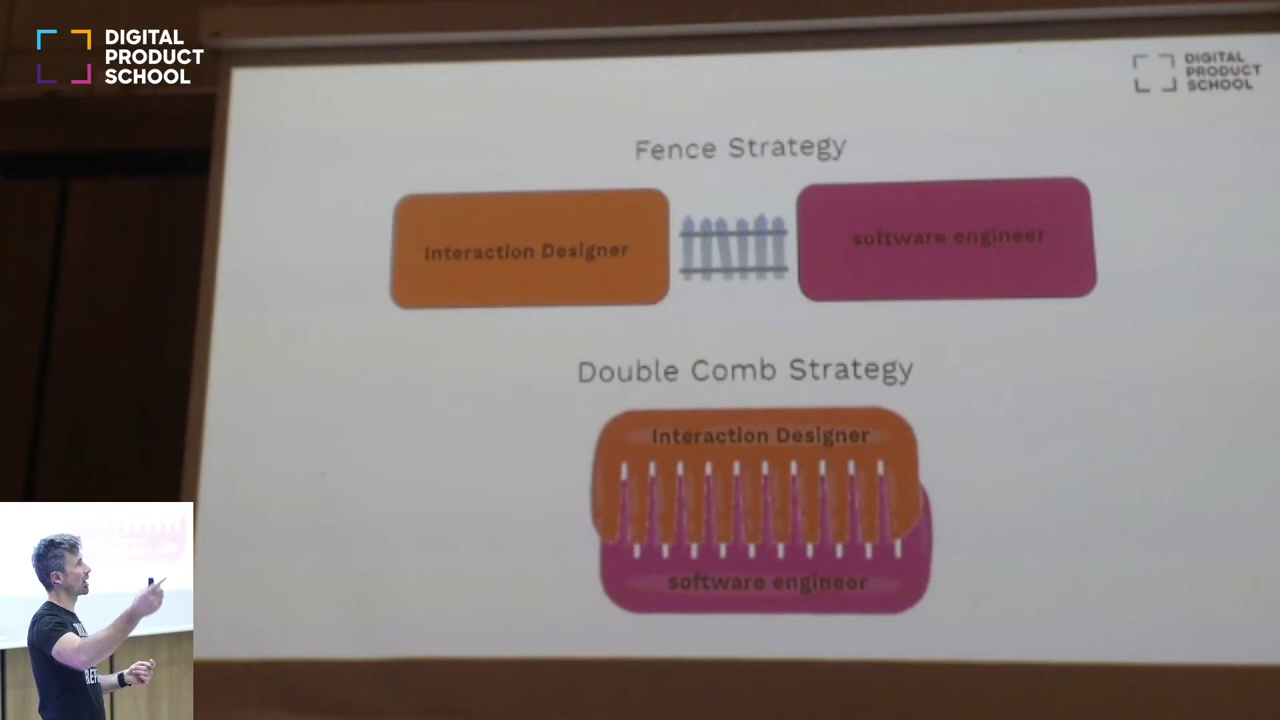 DIGITAL
PRODUCT
SCHOOL
DIGITAL
PRODUCT
SCHOOL
Fence Strategy
Interaction Designer
software engineer
Double Comb Strategy
Interaction Designer
software engineer